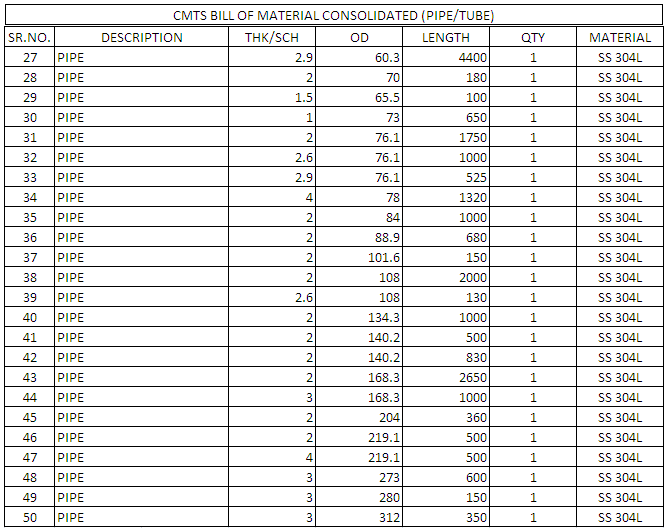 CMTS BILL OF MATERIAL CONSOLIDATED (PIPE/TUBE)
SR.NO. DESCRIPTION THK/SCH OD LENGTH QTY MATERIAL
27 PIPE 2.9 60.3 4400 1 SS 304L
28 PIPE 2 70 180 1 SS 304L
29 PIPE 1.5 65.5 100 1 SS 304L
30 PIPE 1 73 650 1 SS 304L
31 PIPE 2 76.1 1750 1 SS 304L
32 PIPE 2.6 76.1 1000 1 SS 304L
33 PIPE 2.9 76.1 525 1 SS 304L
34 PIPE 4 78 1320 1 SS 304L
35 PIPE 2 84 1000 1 SS 304L
36 PIPE 2 88.9 680 1 SS 304L
37 PIPE 2 101.6 150 1 SS 304L
38 PIPE 2 108 2000 1 SS 304L
39 PIPE 2.6 108 130 1 SS 304L
40 PIPE 2 134.3 1000 1 SS 304L
41 PIPE 2 140.2 500 1 SS 304L
42 PIPE 2 140.2 830 1 SS 304L
43 PIPE 2 168.3 2650 1 SS 304L
44 PIPE 3 168.3 1000 1 SS 304L
45 PIPE 2 204 360 1 SS 304L
46 PIPE 2 219.1 500 1 SS 304L
47 PIPE 4 219.1 500 1 SS 304L
48 PIPE 3 273 600 1 SS 304L
49 PIPE 3 280 150 1 SS 304L
50 PIPE 3 312 350 1 SS 304L